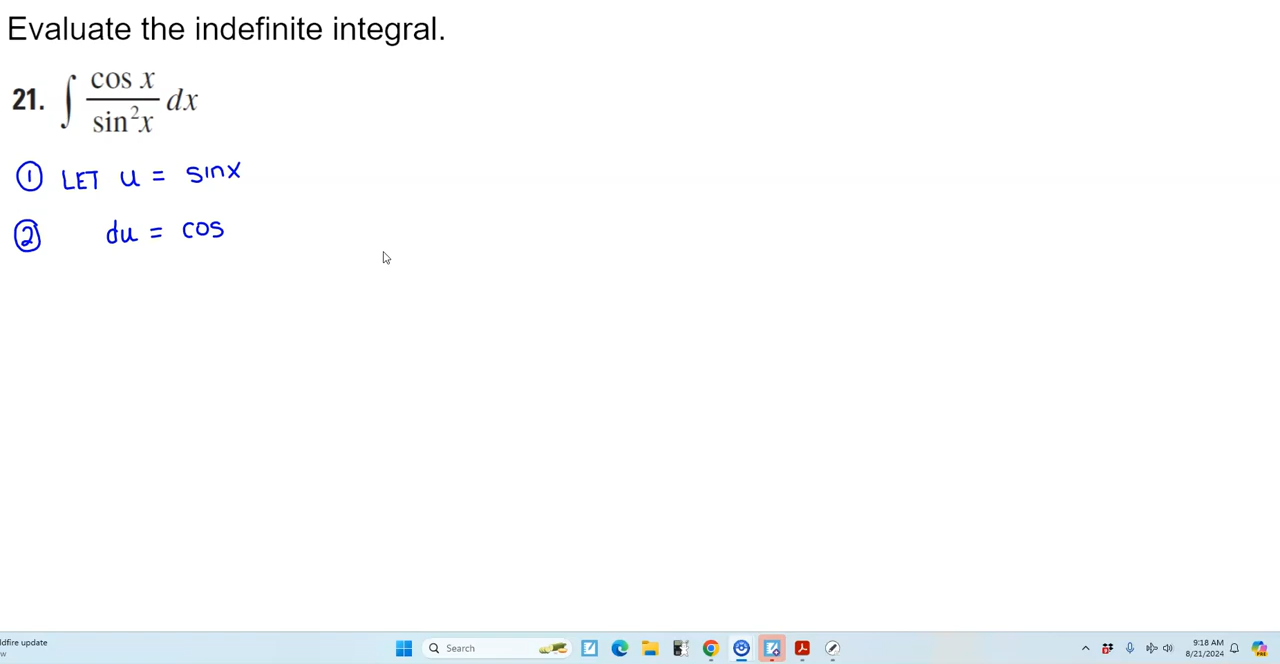 Evaluate the indefinite integral.
21. ∫ cos x / sin²x dx
① LET u = sinx
② du = cos
ldfire update
w
Search
9:18 AM
8/21/2024